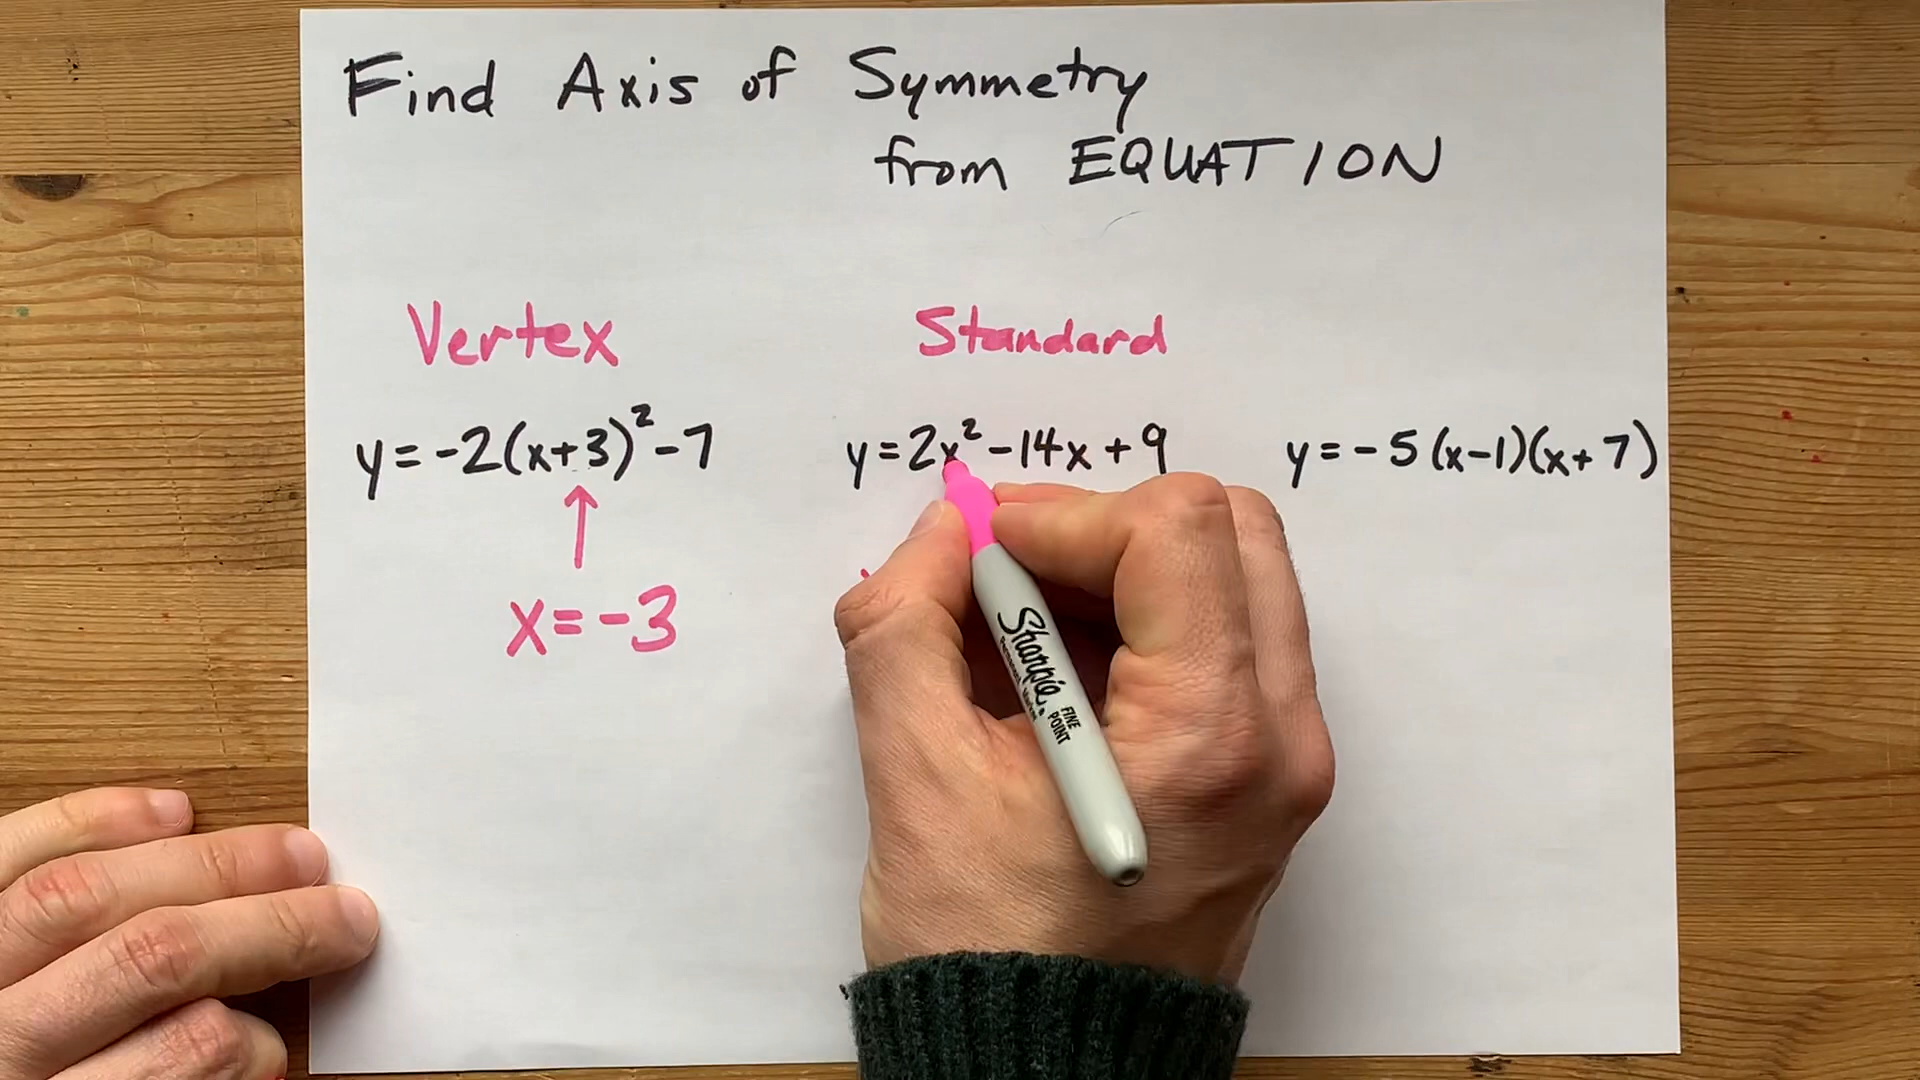 Find Axis of Symmetry
from EQUATION
Vertex
Standard
y=-2(x+3)²-7
y=2x²-14x+9
y=-5(x-1)(x+7)
x=-3
Sharpie.
FINE
POINT